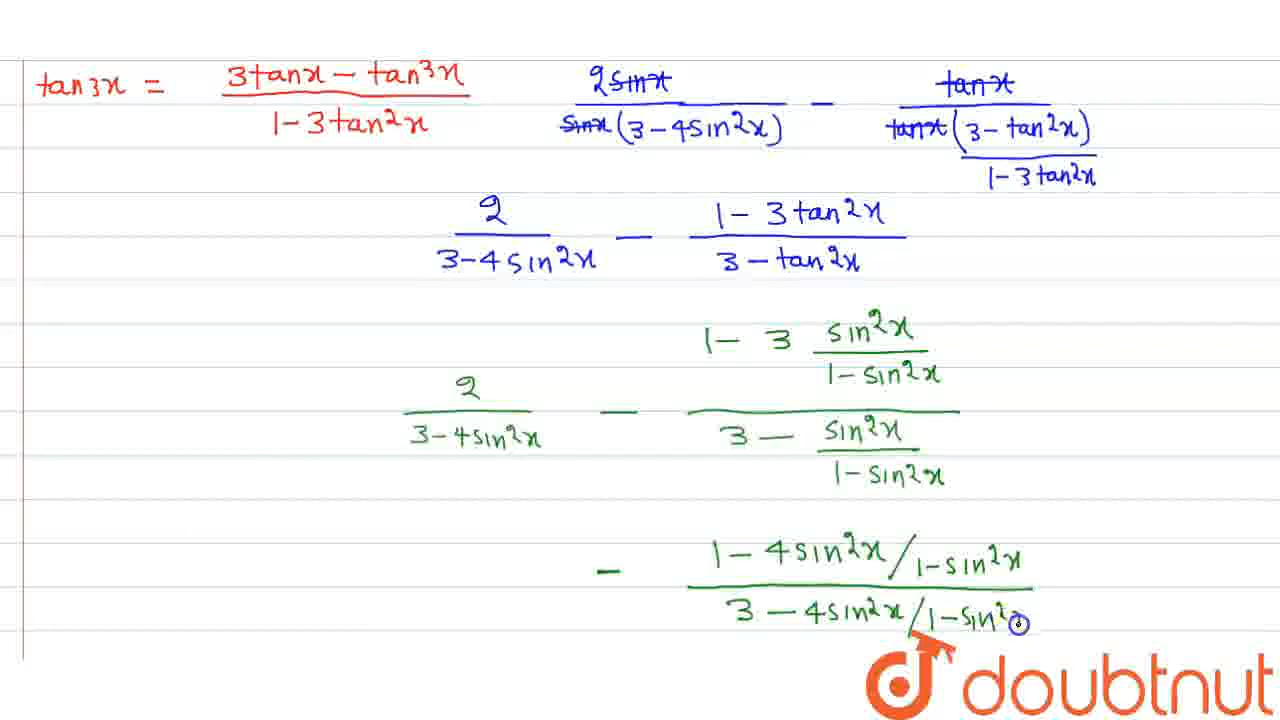 tan3x = 3tanx - tan³x / 1 - 3tan²x    2sinx / sinx(3 - 4sin²x) - tanx / tanx(3 - tan²x) / 1 - 3tan²x
2 / 3 - 4sin²x - 1 - 3tan²x / 3 - tan²x
2 / 3 - 4sin²x - 1 - 3 sin²x / 1 - sin²x / 3 - sin²x / 1 - sin²x
- 1 - 4sin²x / 1 - sin²x / 3 - 4sin²x / 1 - sin²
doubtnut